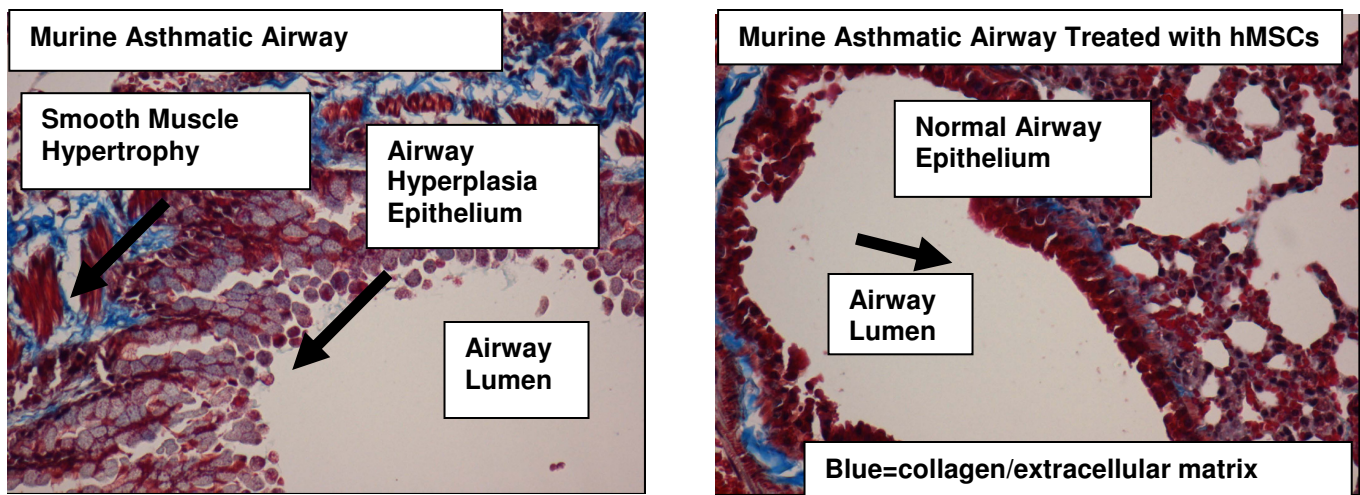 Murine Asthmatic Airway
Smooth Muscle
Hypertrophy
Airway
Hyperplasia
Epithelium
Airway
Lumen
Murine Asthmatic Airway Treated with hMSCs
Normal Airway
Epithelium
Airway
Lumen
Blue=collagen/extracellular matrix